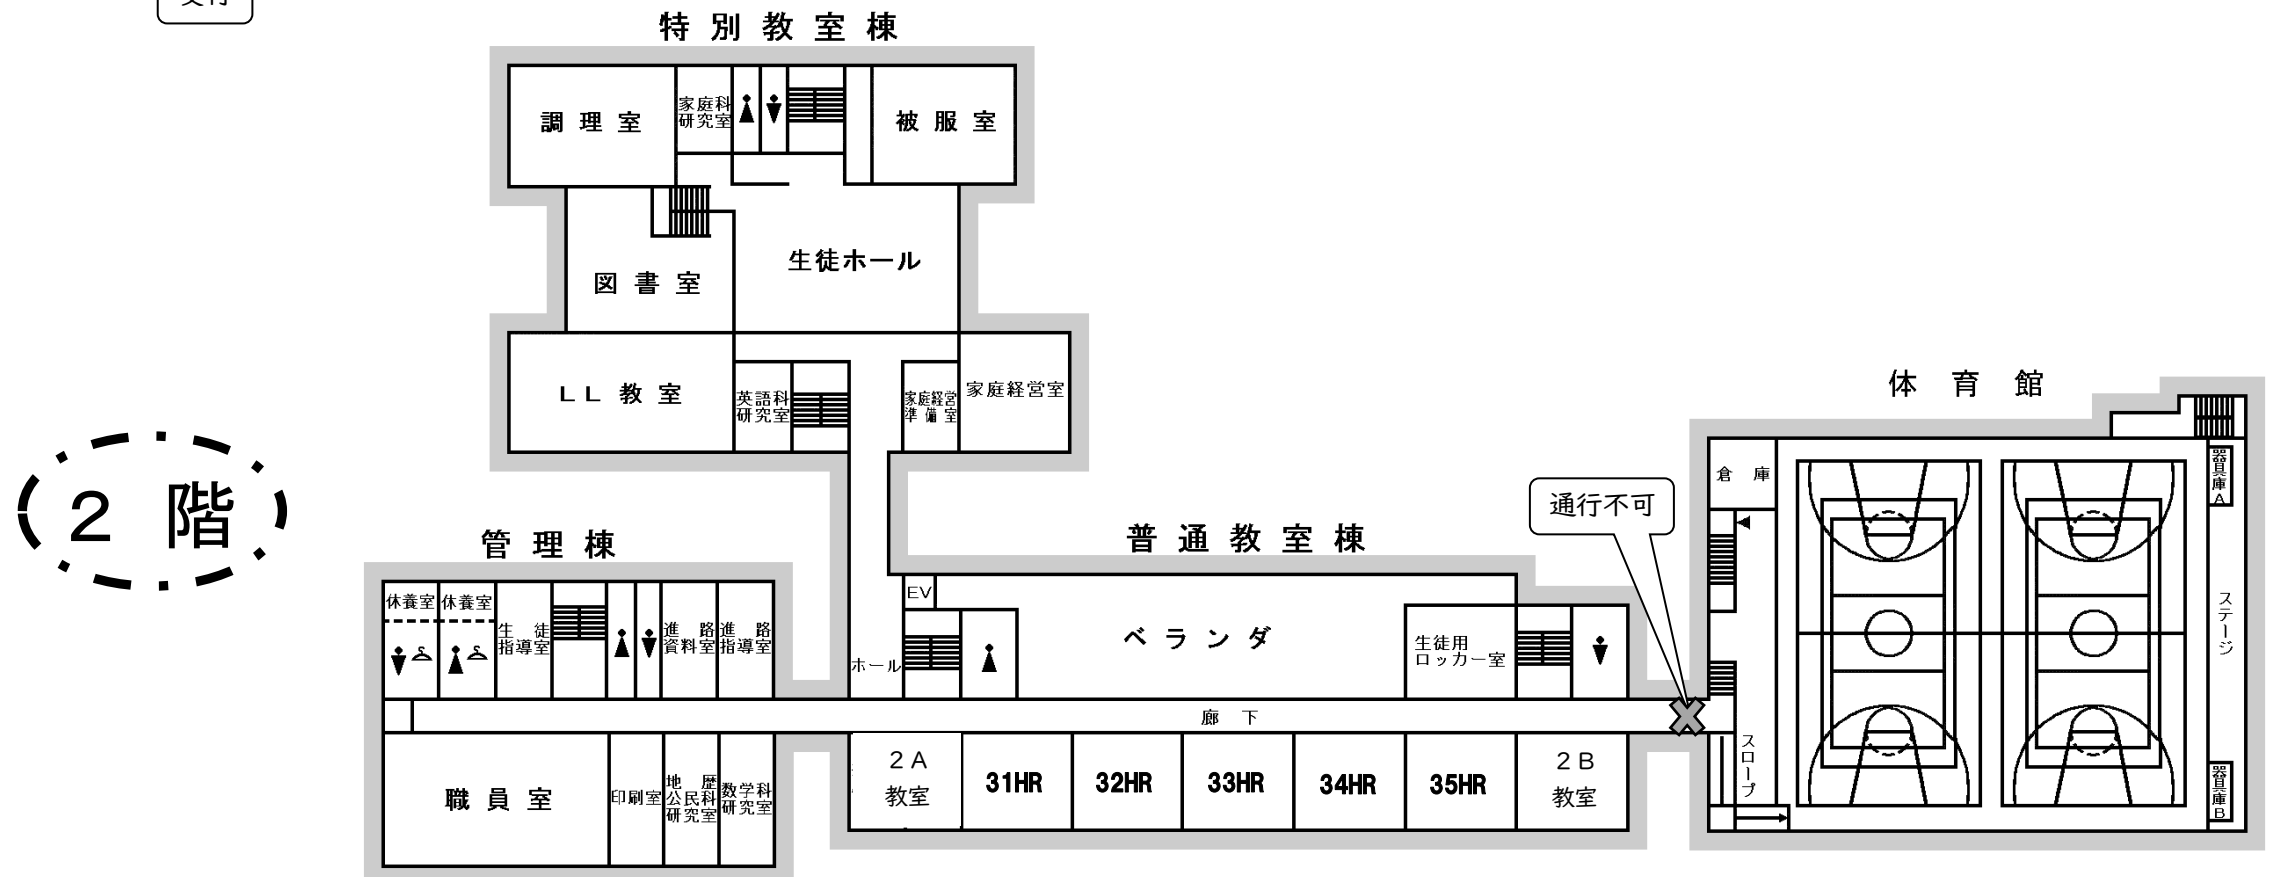 受付
特別教室棟
調理室
家庭科
研究室
被服室
図書室
生徒ホール
LL教室
英語科
研究室
家庭経営
準備室
家庭経営室
2階
管理棟
休養室
休養室
生徒
指導室
進路
資料室
進路
指導室
職員室
印刷室
地歴
公民科
研究室
数学科
研究室
普通教室棟
EV
ホール
ベランダ
生徒用
ロッカー室
廊下
2A
教室
31HR
32HR
33HR
34HR
35HR
2B
教室
通行不可
体育館
倉庫
スロープ
器具庫A
ステージ
器具庫B